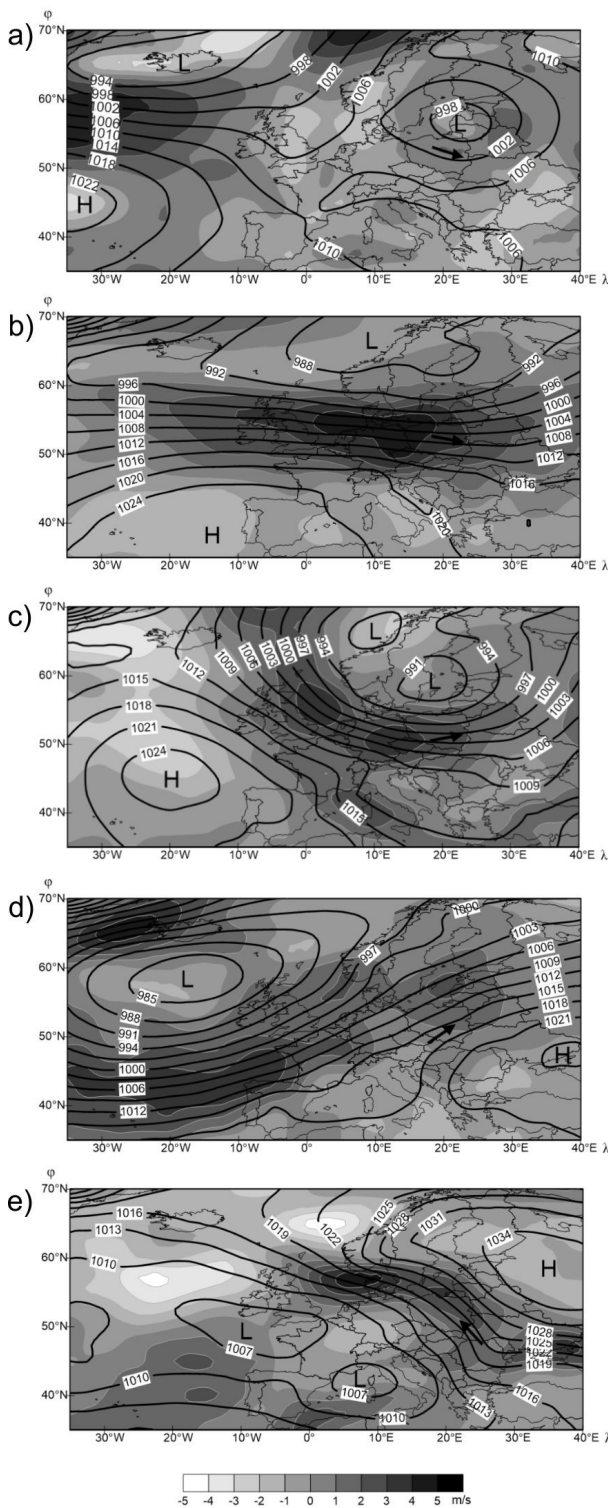 φ
a)
70°N
60°N
50°N
40°N
L
994
998
1002
1006
1010
1014
1018
1022
H
998
1002
1006
998
L
1002
1006
1010
1010
1006
30°W 20°W 10°W 0° 10°E 20°E 30°E 40°E λ
φ
b)
70°N
60°N
50°N
40°N
L
988
992
992
996
996
1000
1004
1008
1012
1016
1020
1024
1000
1004
1008
1012
1016
1020
H
0
30°W 20°W 10°W 0° 10°E 20°E 30°E 40°E λ
φ
c)
70°N
60°N
50°N
40°N
1012
1009
1006
1003
1000
997
994
L
991
L
994
997
1000
1003
1006
1009
1015
1018
1021
1024
H
1015
30°W 20°W 10°W 0° 10°E 20°E 30°E 40°E λ
φ
d)
70°N
60°N
50°N
40°N
L
985
988
991
994
1000
1006
1012
997
1000
1003
1006
1009
1012
1015
1018
1021
H
30°W 20°W 10°W 0° 10°E 20°E 30°E 40°E λ
φ
e)
70°N
60°N
50°N
40°N
1016
1013
1010
1019
1022
1025
1028
1031
1034
H
L
1007
L
1007
1010
1010
1013
1016
1028
1025
1022
1019
30°W 20°W 10°W 0° 10°E 20°E 30°E 40°E λ
-5 -4 -3 -2 -1 0 1 2 3 4 5 m/s